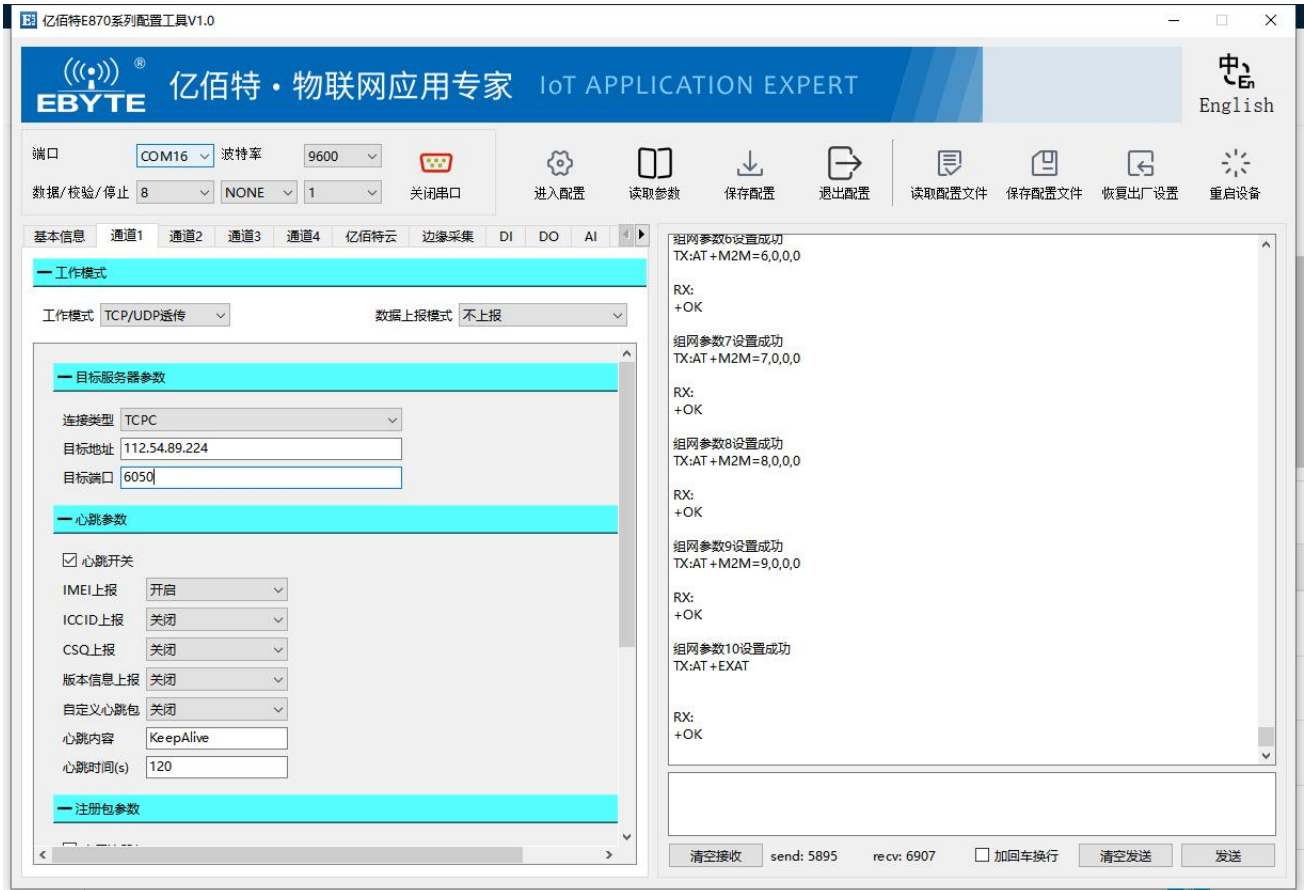 亿佰特E870系列配置工具V1.0
EBYTE ® 亿佰特·物联网应用专家 IoT APPLICATION EXPERT
中 En
English
端口 COM16 波特率 9600
数据/校验/停止 8 NONE 1
关闭串口 进入配置 读取参数 保存配置 退出配置 读取配置文件 保存配置文件 恢复出厂设置 重启设备
基本信息 通道1 通道2 通道3 通道4 亿佰特云 边缘采集 DI DO AI
工作模式
工作模式 TCP/UDP透传 数据上报模式 不上报
目标服务器参数
连接类型 TCPC
目标地址 112.54.89.224
目标端口 6050
心跳参数
心跳开关
IMEI上报 开启
ICCID上报 关闭
CSQ上报 关闭
版本信息上报 关闭
自定义心跳包 关闭
心跳内容 KeepAlive
心跳时间(s) 120
注册包参数
组网参数6设置成功
TX:AT+M2M=6,0,0,0
RX:
+OK
组网参数7设置成功
TX:AT+M2M=7,0,0,0
RX:
+OK
组网参数8设置成功
TX:AT+M2M=8,0,0,0
RX:
+OK
组网参数9设置成功
TX:AT+M2M=9,0,0,0
RX:
+OK
组网参数10设置成功
TX:AT+EXAT
RX:
+OK
清空接收 send: 5895 recv: 6907 加回车换行 清空发送 发送